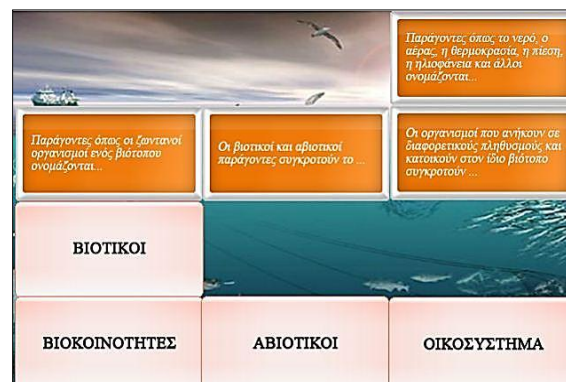 Παράγοντες όπως το νερό, ο
αέρας, η θερμοκρασία, η πίεση,
η ηλιοφάνεια και άλλοι
ονομάζονται...
Παράγοντες όπως οι ζωντανοί
οργανισμοί ενός βιότοπου
ονομάζονται...
Οι βιοτικοί και αβιοτικοί
παράγοντες συγκροτούν το ...
Οι οργανισμοί που ανήκουν σε
διαφορετικούς πληθυσμούς και
κατοικούν στον ίδιο βιότοπο
συγκροτούν ...
ΒΙΟΤΙΚΟΙ
ΒΙΟΚΟΙΝΟΤΗΤΕΣ
ΑΒΙΟΤΙΚΟΙ
ΟΙΚΟΣΥΣΤΗΜΑ